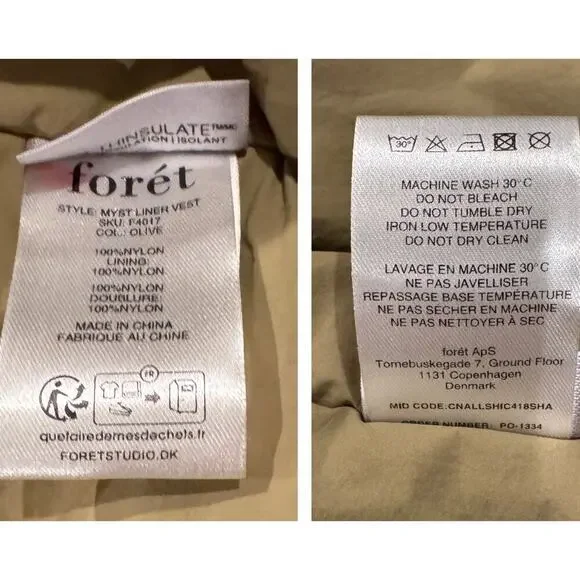 THINSULATE™MC
INSULATION | ISOLANT
forét
STYLE: MYST LINER VEST
SKU: F4017
COL.: OLIVE
100%NYLON
LINING:
100%NYLON
100%NYLON
DOUBLURE:
100%NYLON
MADE IN CHINA
FABRIQUE AU CHINE
FR
quefairedemesdechets.fr
FORETSTUDIO.DK
30°
MACHINE WASH 30°C
DO NOT BLEACH
DO NOT TUMBLE DRY
IRON LOW TEMPERATURE
DO NOT DRY CLEAN
LAVAGE EN MACHINE 30°C
NE PAS JAVELLISER
REPASSAGE BASE TEMPÉRATURE
NE PAS SÉCHER EN MACHINE
NE PAS NETTOYER À SEC
forét ApS
Tornebuskegade 7, Ground Floor
1131 Copenhagen
Denmark
MID CODE:CNALLSHIC418SHA
ORDER NUMBER: PO-1334